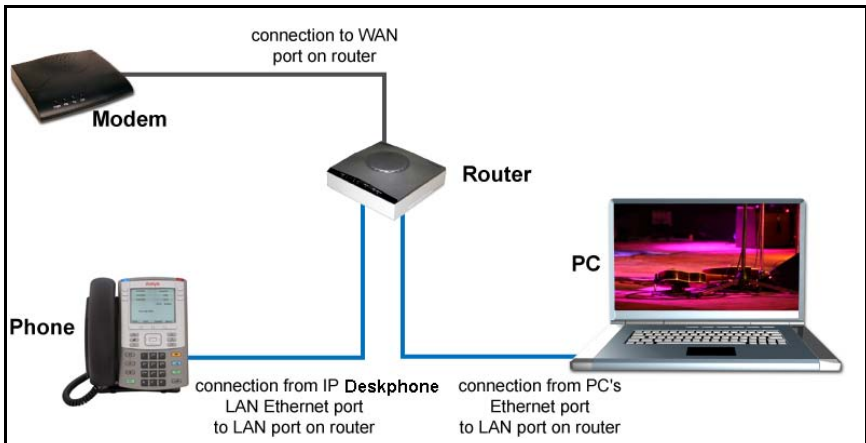 connection to WAN
port on router
Modem
Router
PC
AVAYA
Phone
connection from IP Deskphone
LAN Ethernet port
to LAN port on router
connection from PC's
Ethernet port
to LAN port on router